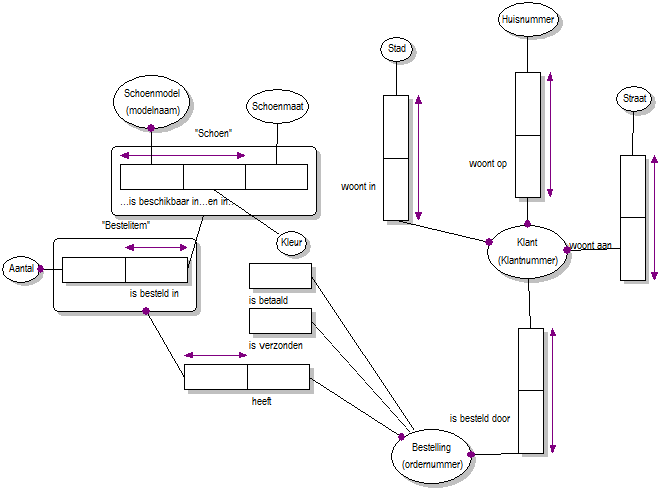 Huisnummer
Stad
Schoenmodel
(modelnaam)
Schoenmaat
Straat
"Schoen"
woont op
woont in
...is beschikbaar in...en in...
"Bestelitem"
Kleur
Klant
(Klantnummer)
woont aan
Aantal
is besteld in
is betaald
is verzonden
heeft
is besteld door
Bestelling
(ordernummer)